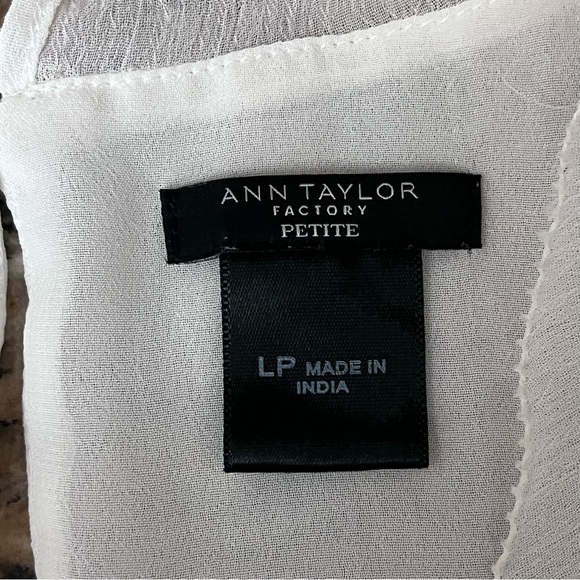 ANN TAYLOR
FACTORY
PETITE
LP MADE IN
INDIA